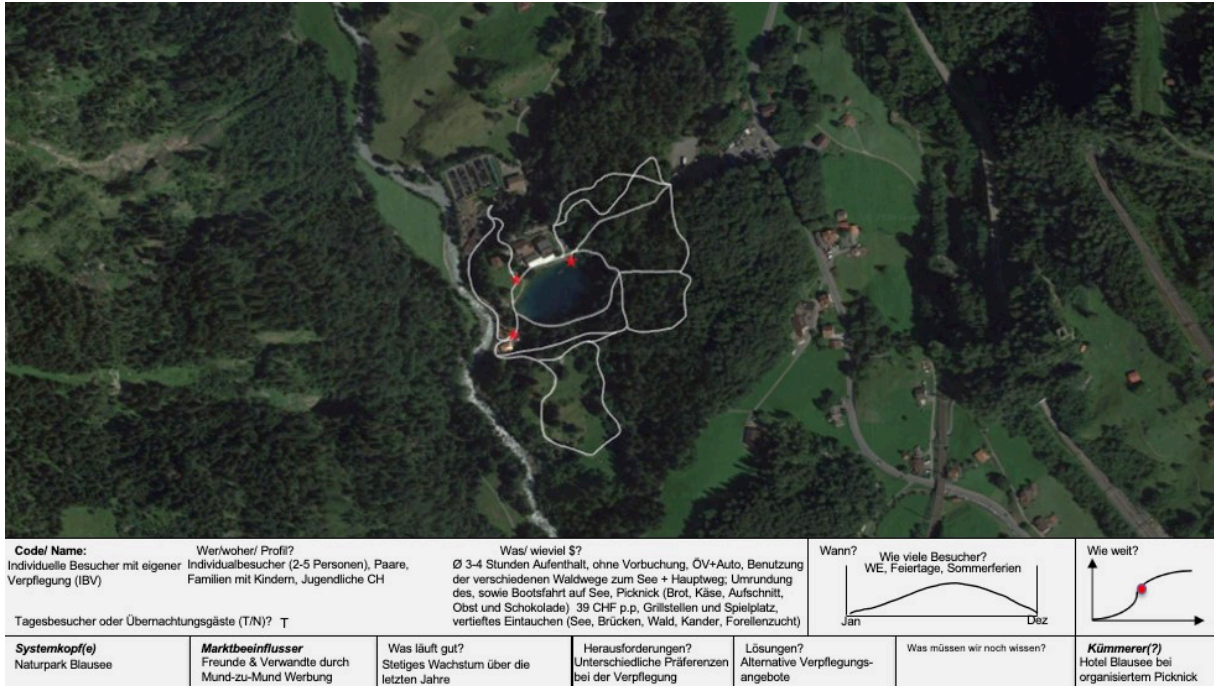 Code/ Name:
Individuelle Besucher mit eigener
Verpflegung (IBV)
Tagesbesucher oder Übernachtungsgäste (T/N)? T
Wer/woher/ Profil?
Individualbesucher (2-5 Personen), Paare,
Familien mit Kindern, Jugendliche CH
Was/ wieviel $?
Ø 3-4 Stunden Aufenthalt, ohne Vorbuchung, ÖV+Auto, Benutzung
der verschiedenen Waldwege zum See + Hauptweg; Umrundung
des, sowie Bootsfahrt auf See, Picknick (Brot, Käse, Aufschnitt,
Obst und Schokolade) 39 CHF p.p, Grillstellen und Spielplatz,
vertieftes Eintauchen (See, Brücken, Wald, Kander, Forellenzucht)
Wann?
Wie viele Besucher?
WE, Feiertage, Sommerferien
Jan
Dez
Wie weit?
Systemkopf(e)
Naturpark Blausee
Marktbeeinflusser
Freunde & Verwandte durch
Mund-zu-Mund Werbung
Was läuft gut?
Stetiges Wachstum über die
letzten Jahre
Herausforderungen?
Unterschiedliche Präferenzen
bei der Verpflegung
Lösungen?
Alternative Verpflegungs-
angebote
Was müssen wir noch wissen?
Kümmerer(?)
Hotel Blausee bei
organisiertem Picknick